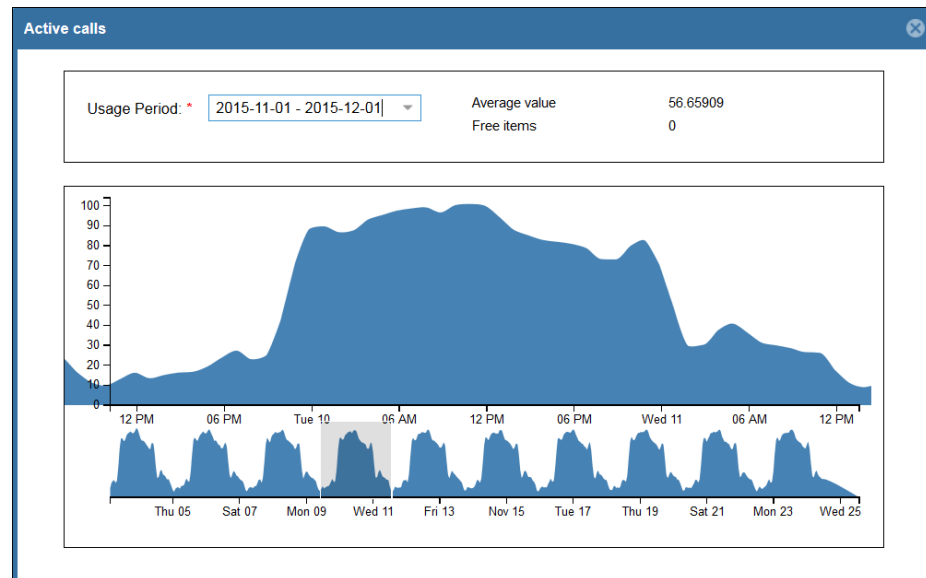 Active calls
Usage Period: * 2015-11-01 - 2015-12-01
Average value 56.65909
Free items 0
100
90
80
70
60
50
40
30
20
10
0
12 PM 06 PM Tue 10 06 AM 12 PM 06 PM Wed 11 06 AM 12 PM
Thu 05 Sat 07 Mon 09 Wed 11 Fri 13 Nov 15 Tue 17 Thu 19 Sat 21 Mon 23 Wed 25